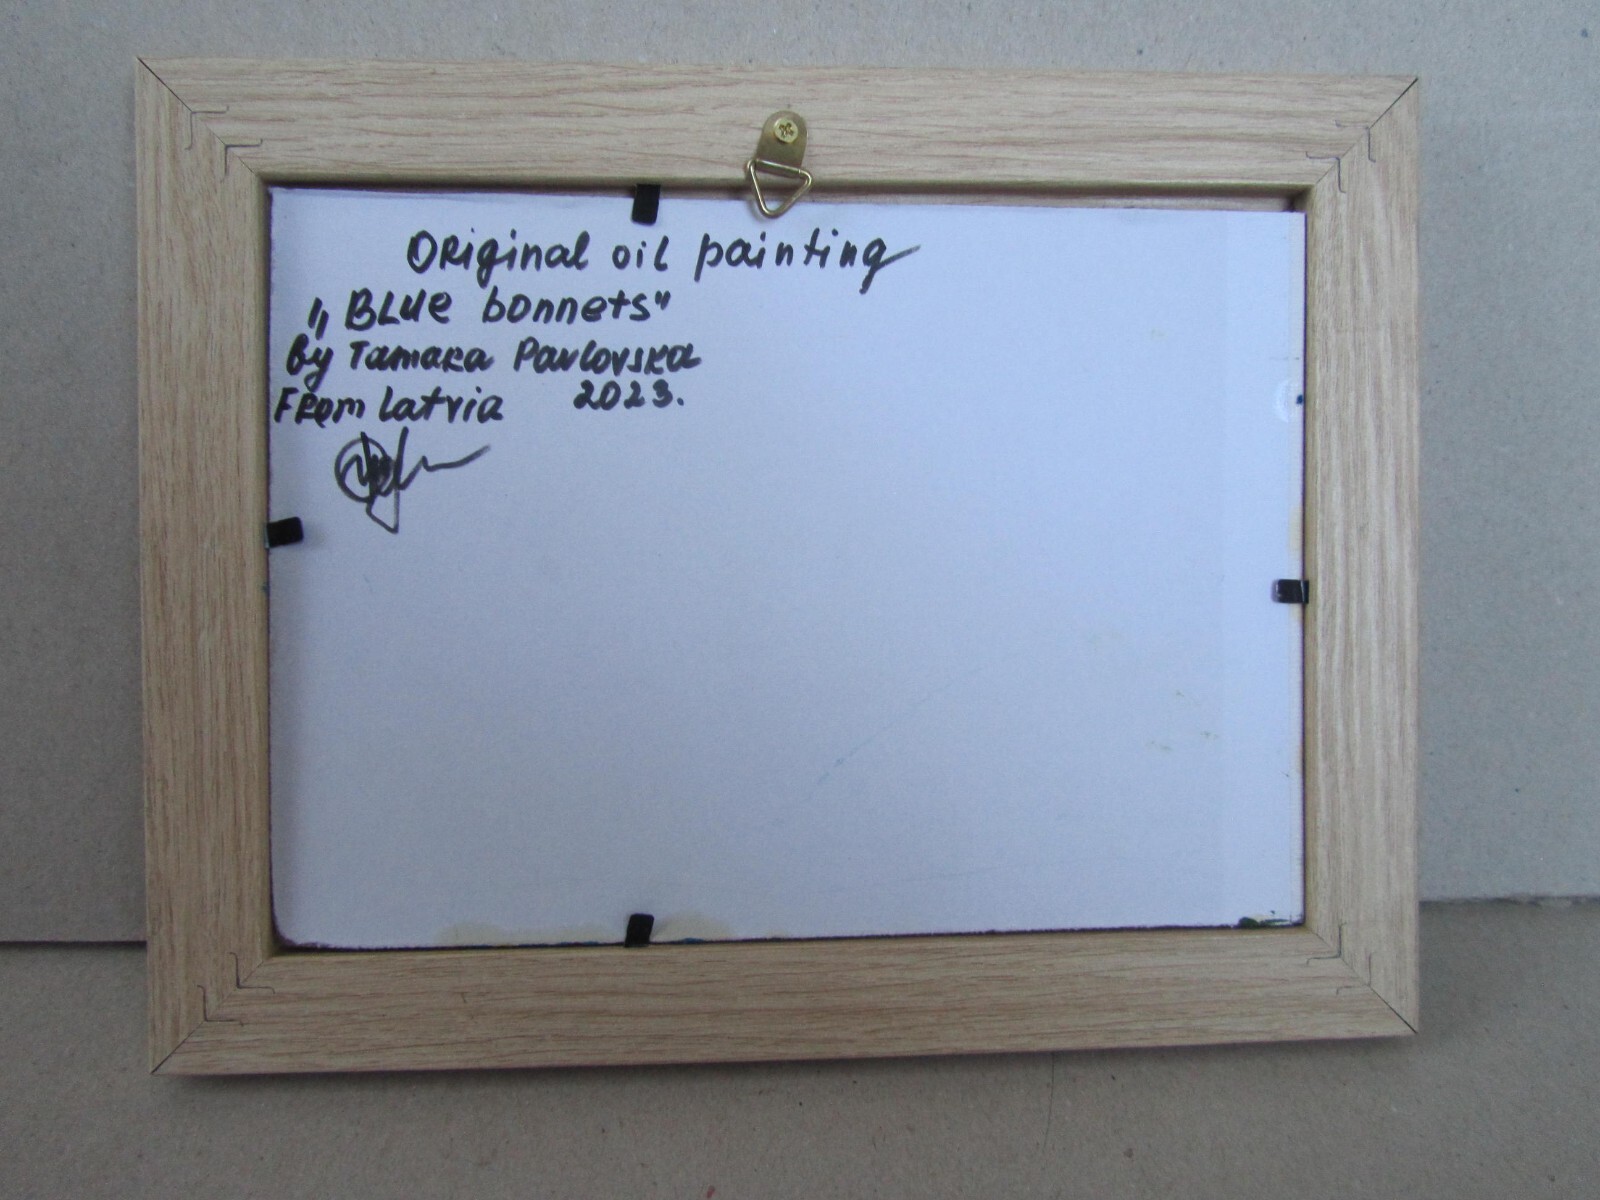 Original oil painting
„Blue bonnets"
By Tamara Pavlovska
From Latvia 2023.